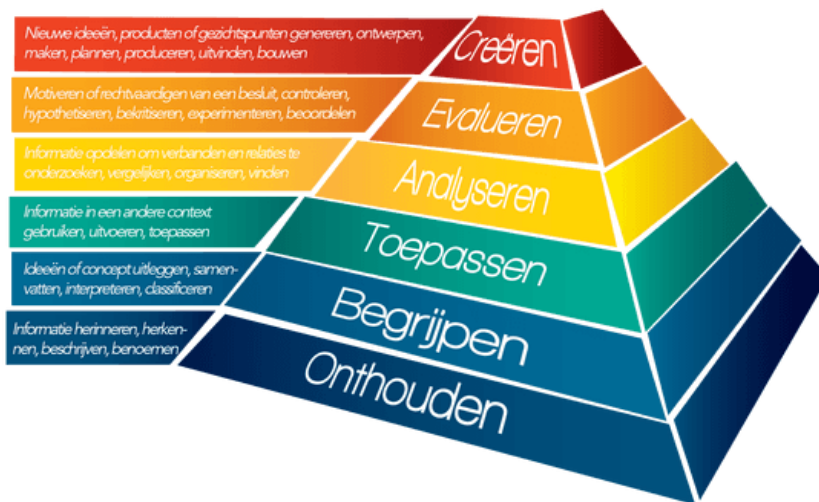 Nieuwe ideeën, producten of gezichtspunten genereren, ontwerpen,
maken, plannen, produceren, uitvinden, bouwen
Creëren
Motiveren of rechtvaardigen van een besluit, controleren,
hypothetiseren, bekritiseren, experimenteren, beoordelen
Evalueren
Informatie opdelen om verbanden en relaties te
onderzoeken, vergelijken, organiseren, vinden
Analyseren
Informatie in een andere context
gebruiken, uitvoeren, toepassen
Toepassen
Ideeën of concept uitleggen, samen-
vatten, interpreteren, classificeren
Begrijpen
Informatie herinneren, herken-
nen, beschrijven, benoemen
Onthouden